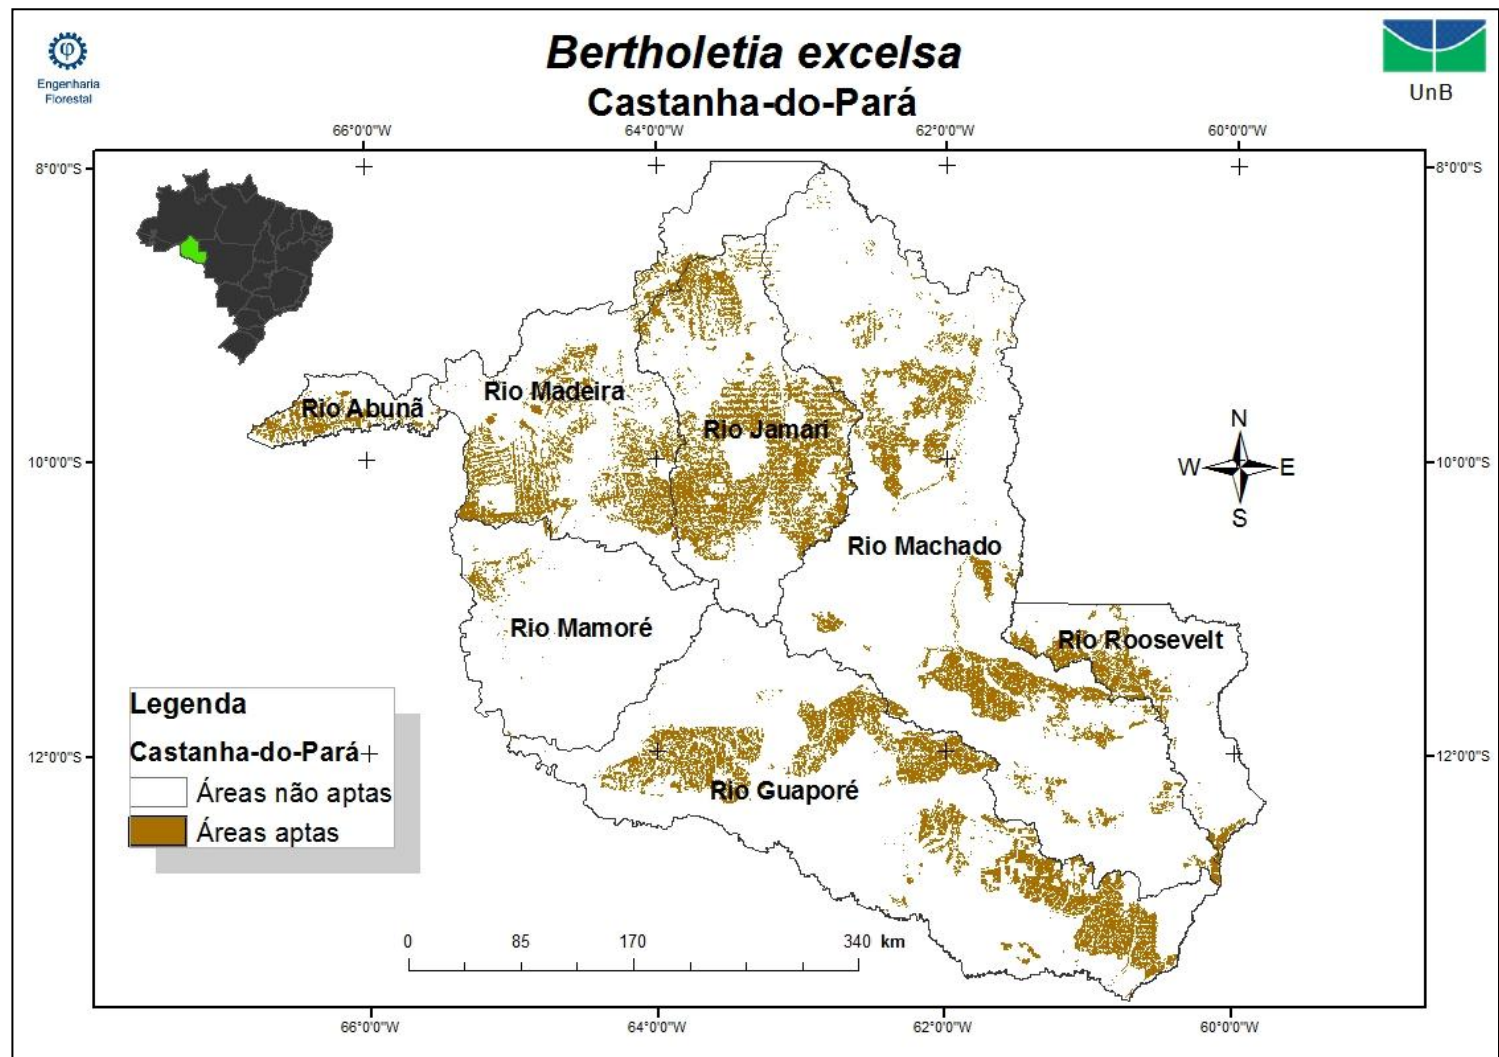 Bertholetia excelsa
Castanha-do-Pará
φ
Engenharia
Florestal
UnB
66°0'0"W
64°0'0"W
62°0'0"W
60°0'0"W
8°0'0"S
8°0'0"S
Rio Madeira
Rio Abunã
Rio Jamari
N
10°0'0"S
W
E
10°0'0"S
S
Rio Machado
Rio Mamoré
Rio Roosevelt
Legenda
Castanha-do-Pará
12°0'0"S
12°0'0"S
Áreas não aptas
Rio Guaporé
Áreas aptas
0
85
170
340 km
66°0'0"W
64°0'0"W
62°0'0"W
60°0'0"W